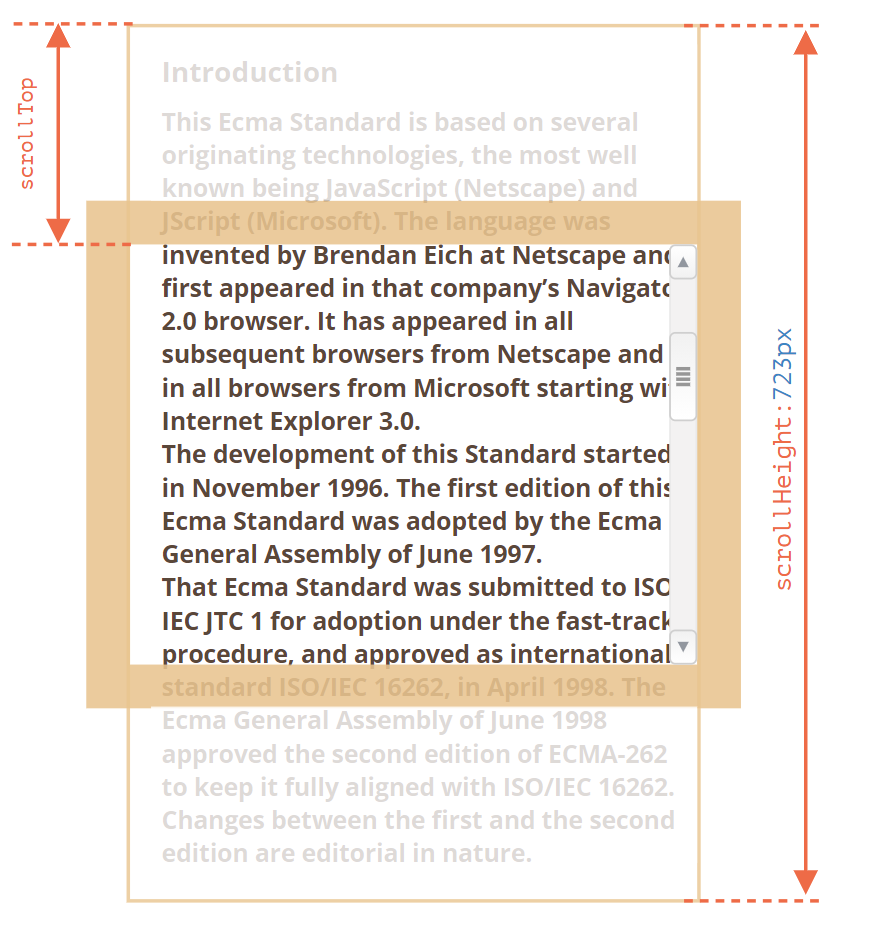 scrollTop
Introduction
This Ecma Standard is based on several
originating technologies, the most well
known being JavaScript (Netscape) and
JScript (Microsoft). The language was
invented by Brendan Eich at Netscape and
first appeared in that company’s Navigato
2.0 browser. It has appeared in all
subsequent browsers from Netscape and
in all browsers from Microsoft starting wi
Internet Explorer 3.0.
The development of this Standard started
in November 1996. The first edition of this
Ecma Standard was adopted by the Ecma
General Assembly of June 1997.
That Ecma Standard was submitted to ISO
IEC JTC 1 for adoption under the fast-track
procedure, and approved as international
standard ISO/IEC 16262, in April 1998. The
Ecma General Assembly of June 1998
approved the second edition of ECMA-262
to keep it fully aligned with ISO/IEC 16262.
Changes between the first and the second
edition are editorial in nature.
scrollHeight:723px